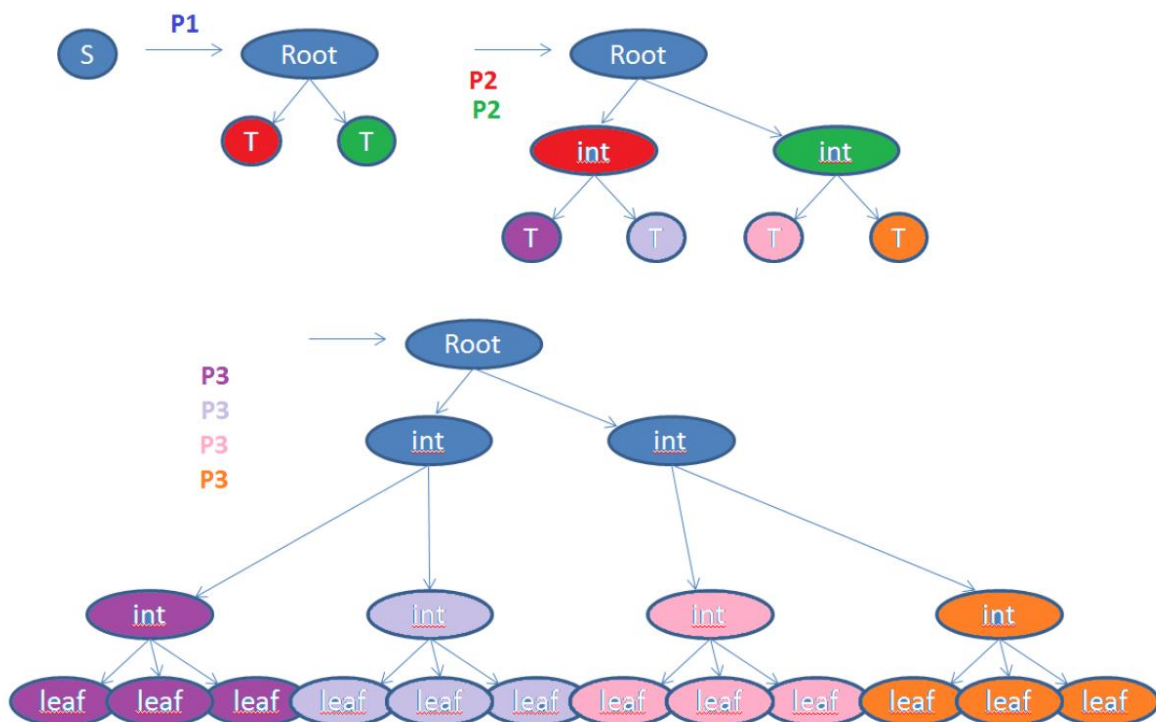 P1
S Root Root
P2
P2
T T int int
T T T T
Root
P3
P3 int int
P3
P3
int int int int
leaf leaf leaf leaf leaf leaf leaf leaf leaf leaf leaf leaf